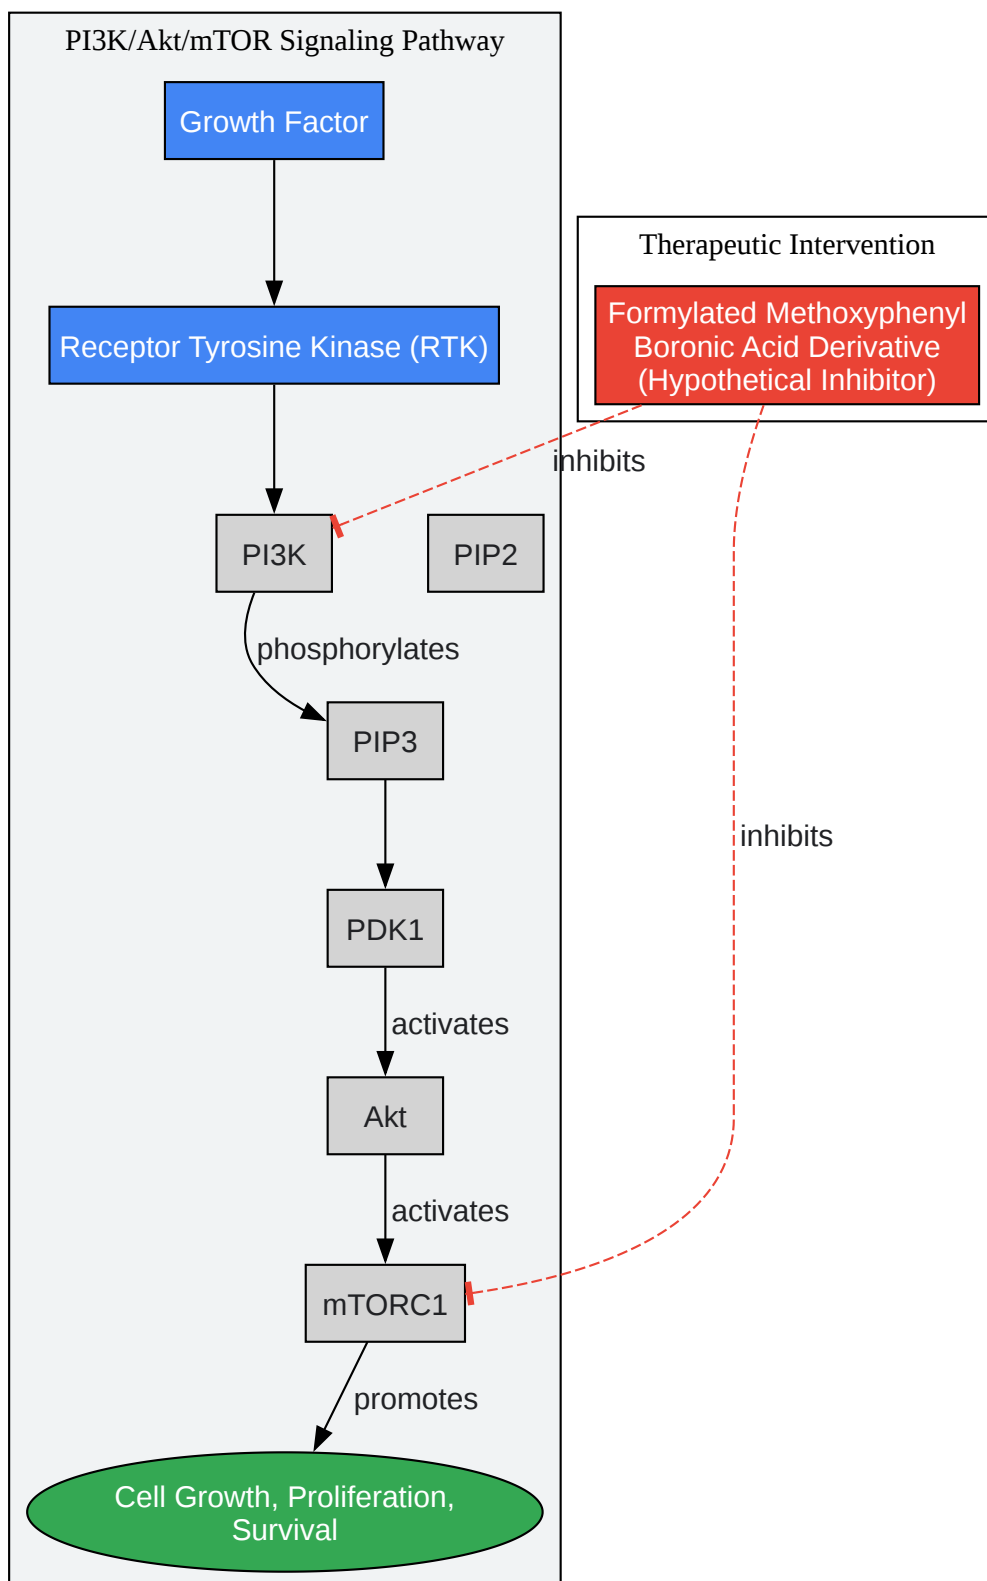 PI3K/Akt/mTOR Signaling Pathway
Growth Factor
Therapeutic Intervention
Formylated Methoxyphenyl
Boronic Acid Derivative
(Hypothetical Inhibitor)
Receptor Tyrosine Kinase (RTK)
inhibits
PI3K
PIP2
phosphorylates
PIP3
inhibits
PDK1
activates
Akt
activates
mTORC1
promotes
Cell Growth, Proliferation,
Survival